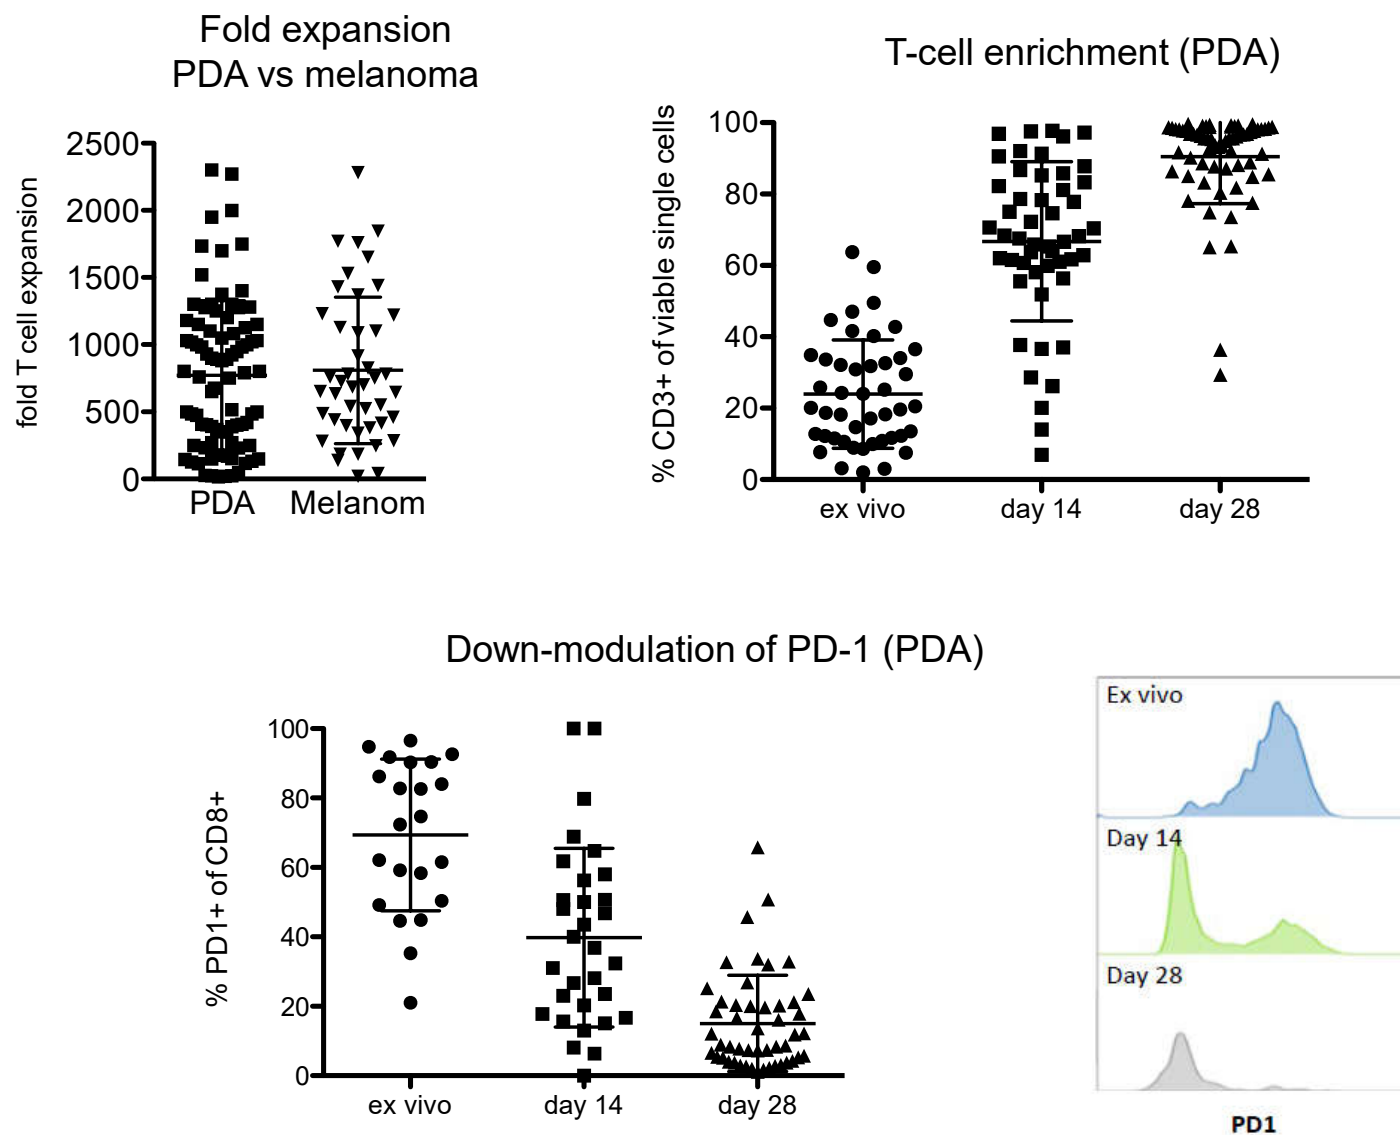 Fold expansion
PDA vs melanoma
fold T cell expansion
2500
2000
1500
1000
500
0
PDA Melanom
T-cell enrichment (PDA)
% CD3+ of viable single cells
100
80
60
40
20
0
ex vivo day 14 day 28
Down-modulation of PD-1 (PDA)
% PD1+ of CD8+
100
80
60
40
20
0
ex vivo day 14 day 28
Ex vivo
Day 14
Day 28
PD1